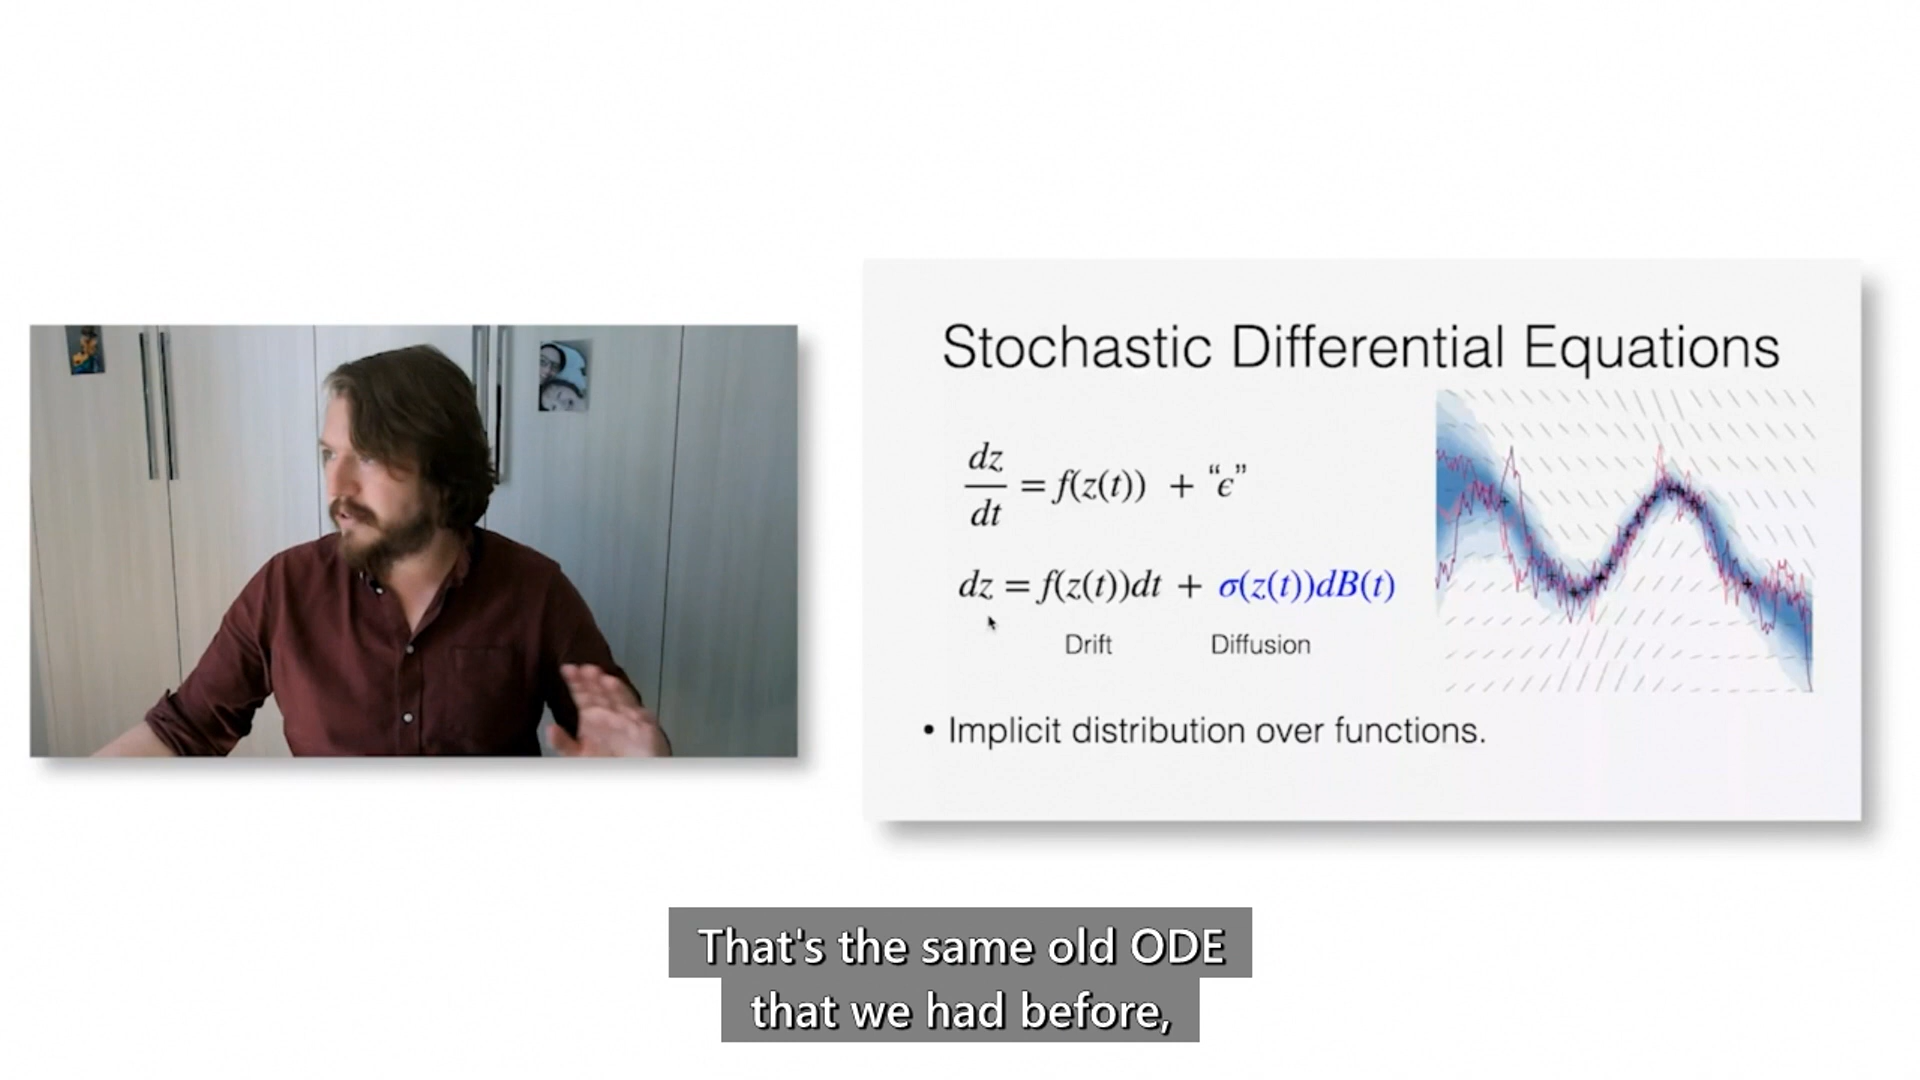 Stochastic Differential Equations
dz/dt = f(z(t)) + “ϵ”
dz = f(z(t))dt + σ(z(t))dB(t)
Drift Diffusion
• Implicit distribution over functions.
That's the same old ODE
that we had before,